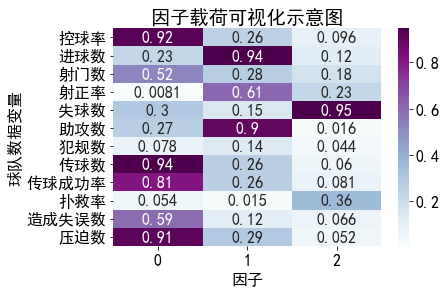 因子载荷可视化示意图
球队数据变量
控球率 0.92 0.26 0.096
进球数 0.23 0.94 0.12
射门数 0.52 0.28 0.18
射正率 0.0081 0.61 0.23
失球数 0.3 0.15 0.95
助攻数 0.27 0.9 0.016
犯规数 0.078 0.14 0.044
传球数 0.94 0.26 0.06
传球成功率 0.81 0.26 0.081
扑救率 0.054 0.015 0.36
造成失误数 0.59 0.12 0.066
压迫数 0.91 0.29 0.052
0 1 2
因子
0.8
0.6
0.4
0.2